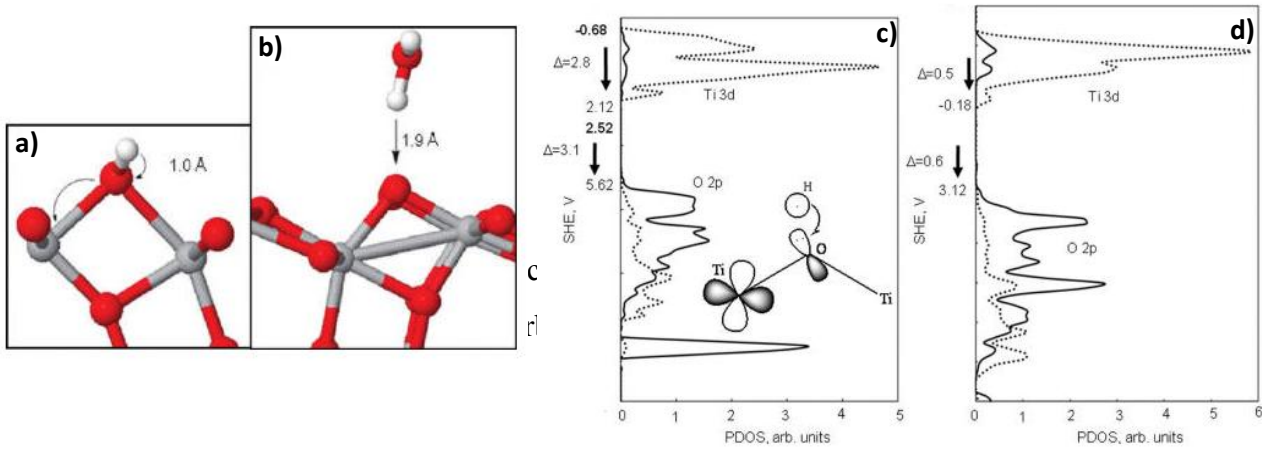 a)
1.0 Å
b)
1.9 Å
c
rl
c)
-0.68
Δ=2.8
2.12
2.52
Δ=3.1
5.62
SHE, V
Ti 3d
O 2p
H
O
Ti
Ti
0 1 2 3 4 5
PDOS, arb. units
d)
Δ=0.5
-0.18
Δ=0.6
3.12
SHE, V
Ti 3d
O 2p
0 1 2 3 4 5 6
PDOS, arb. units